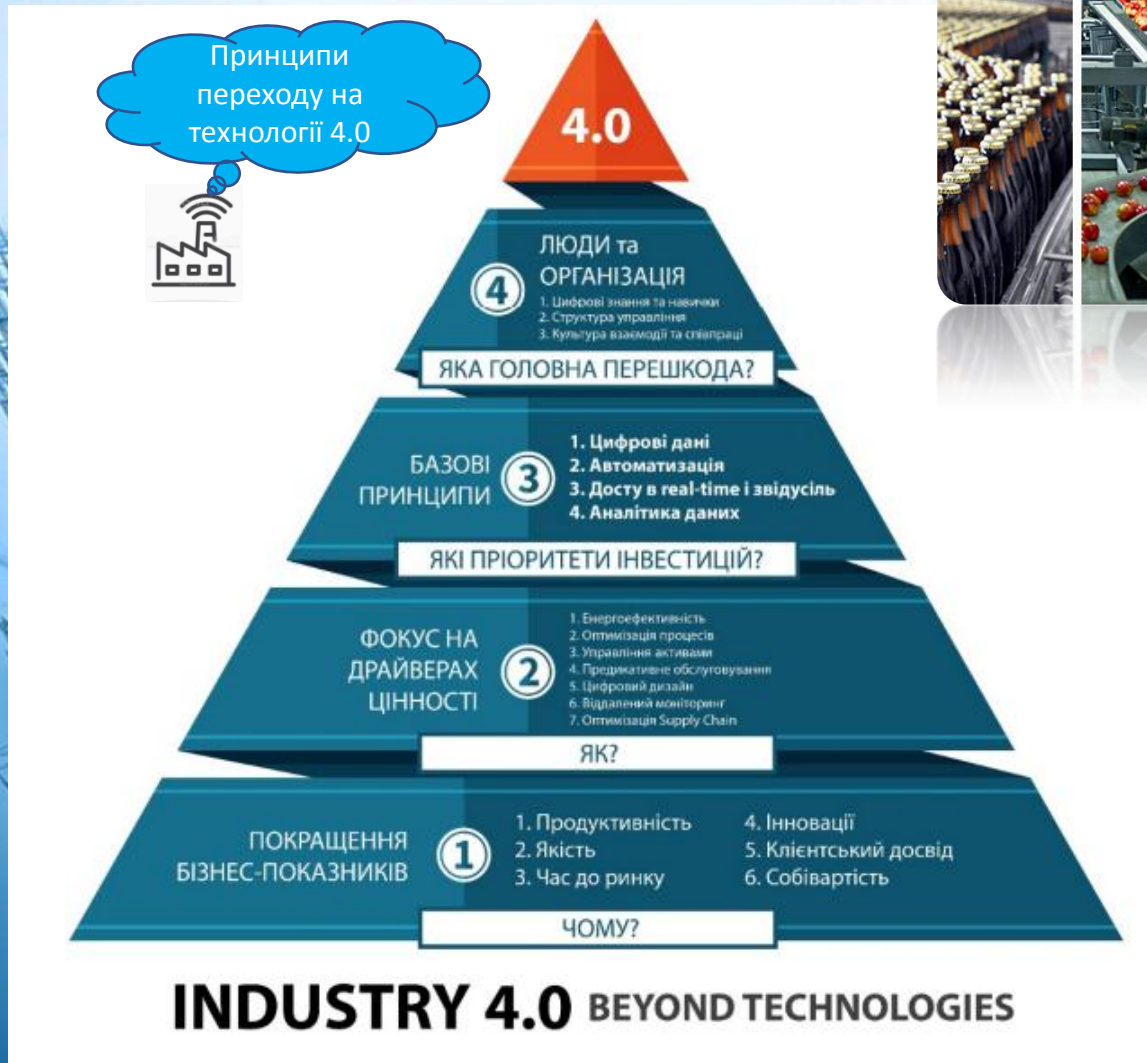 Принципи
переходу на
технології 4.0
4.0
4
ЛЮДИ та
ОРГАНІЗАЦІЯ
1. Цифрові знання та навички
2. Структура управління
3. Культура взаємодії та співпраці
ЯКА ГОЛОВНА ПЕРЕШКОДА?
БАЗОВІ
ПРИНЦИПИ
3
1. Цифрові дані
2. Автоматизація
3. Досту в real-time і звідусіль
4. Аналітика даних
ЯКІ ПРІОРИТЕТИ ІНВЕСТИЦІЙ?
ФОКУС НА
ДРАЙВЕРАХ
ЦІННОСТІ
2
1. Енергоефективність
2. Оптимізація процесів
3. Управління активами
4. Предикативне обслуговування
5. Цифровий дизайн
6. Віддалений моніторинг
7. Оптимізація Supply Chain
ЯК?
ПОКРАЩЕННЯ
БІЗНЕС-ПОКАЗНИКІВ
1
1. Продуктивність
2. Якість
3. Час до ринку
4. Інновації
5. Клієнтський досвід
6. Собівартість
ЧОМУ?
INDUSTRY 4.0 BEYOND TECHNOLOGIES